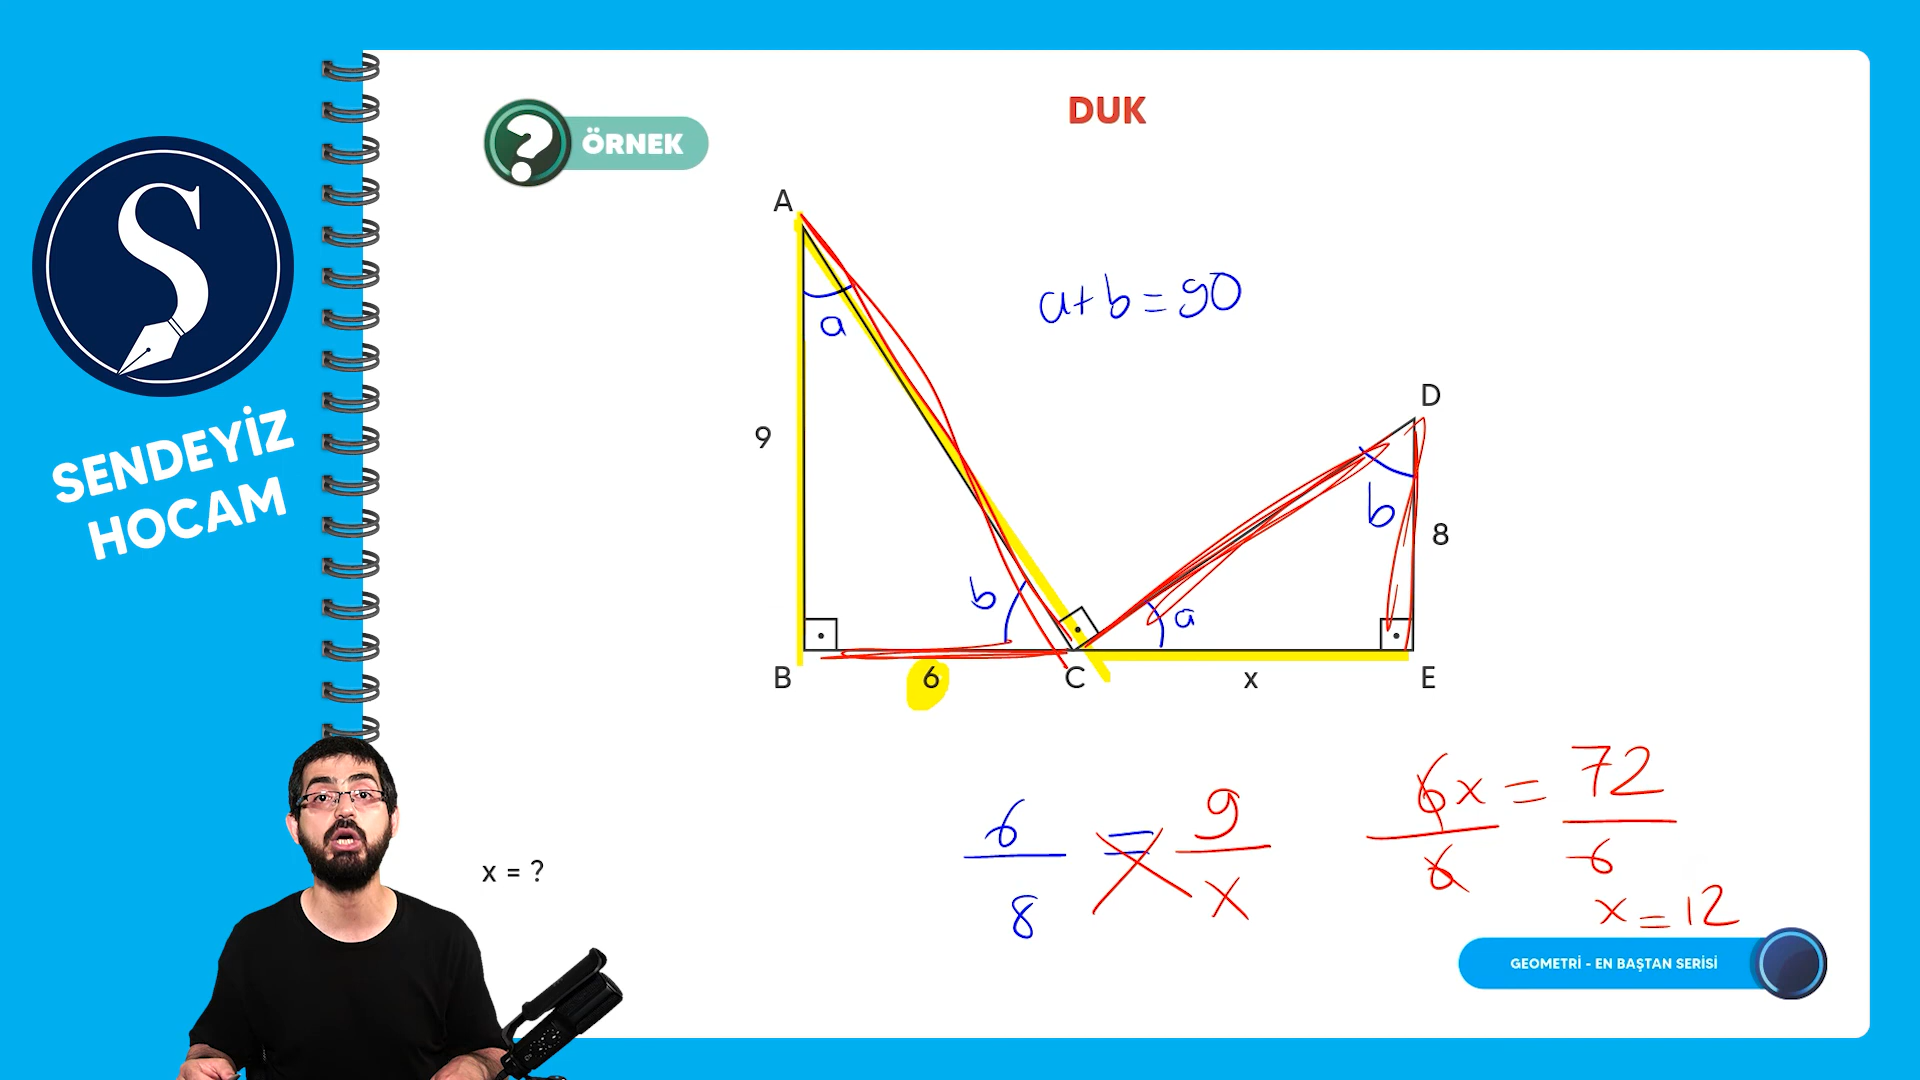 DUK
ÖRNEK
S
SENDEYİZ
HOCAM
A
a
a+b=90
D
9
b
8
b
a
B
6
C
x
E
6/8 = 9/x
6x/6 = 72/6
x=12
x = ?
GEOMETRİ - EN BAŞTAN SERİSİ